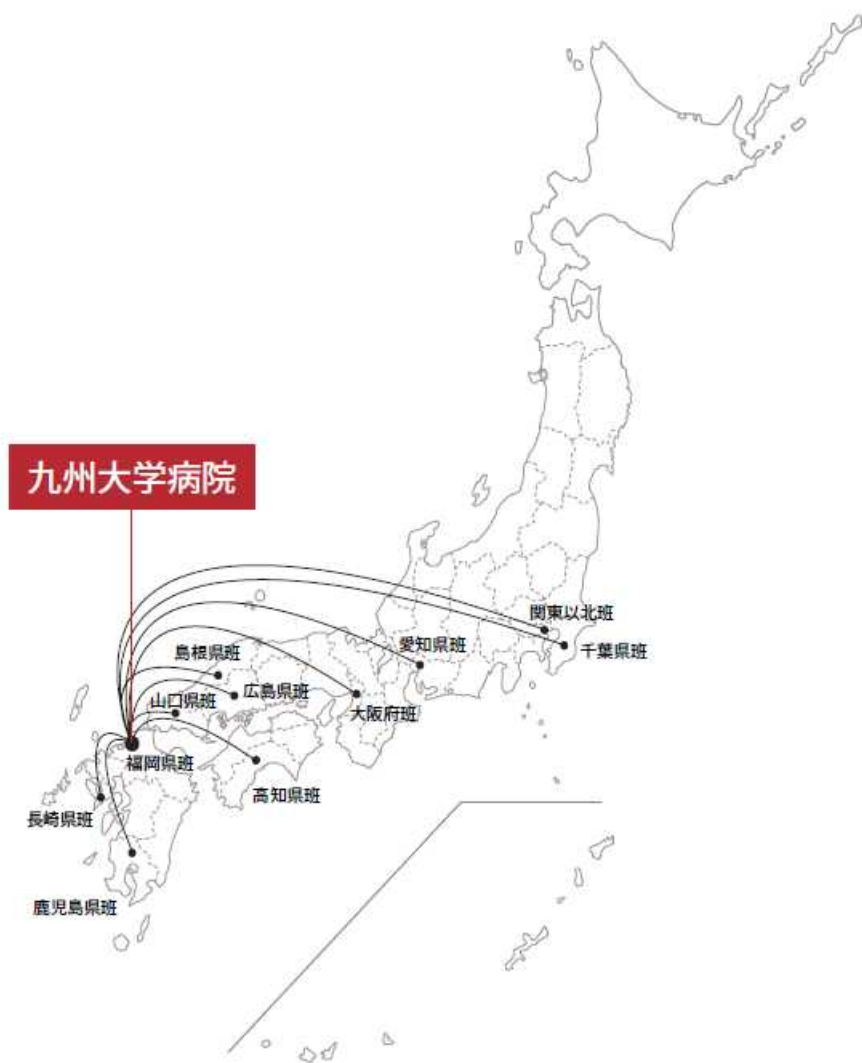 九州大学病院
関東以北班
千葉県班
愛知県班
島根県班
広島県班
山口県班
大阪府班
福岡県班
高知県班
長崎県班
鹿児島県班